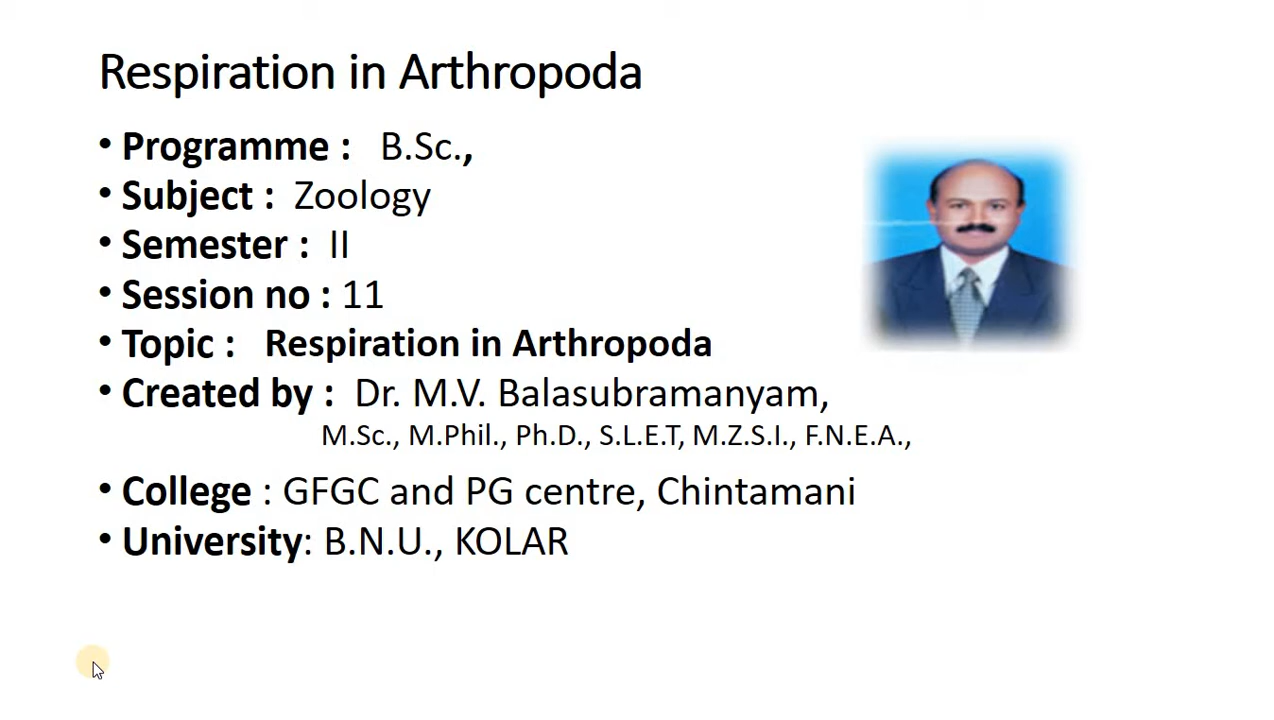 Respiration in Arthropoda
• Programme : B.Sc.,
• Subject : Zoology
• Semester : II
• Session no : 11
• Topic : Respiration in Arthropoda
• Created by : Dr. M.V. Balasubramanyam,
M.Sc., M.Phil., Ph.D., S.L.E.T, M.Z.S.I., F.N.E.A.,
• College : GFGC and PG centre, Chintamani
• University: B.N.U., KOLAR